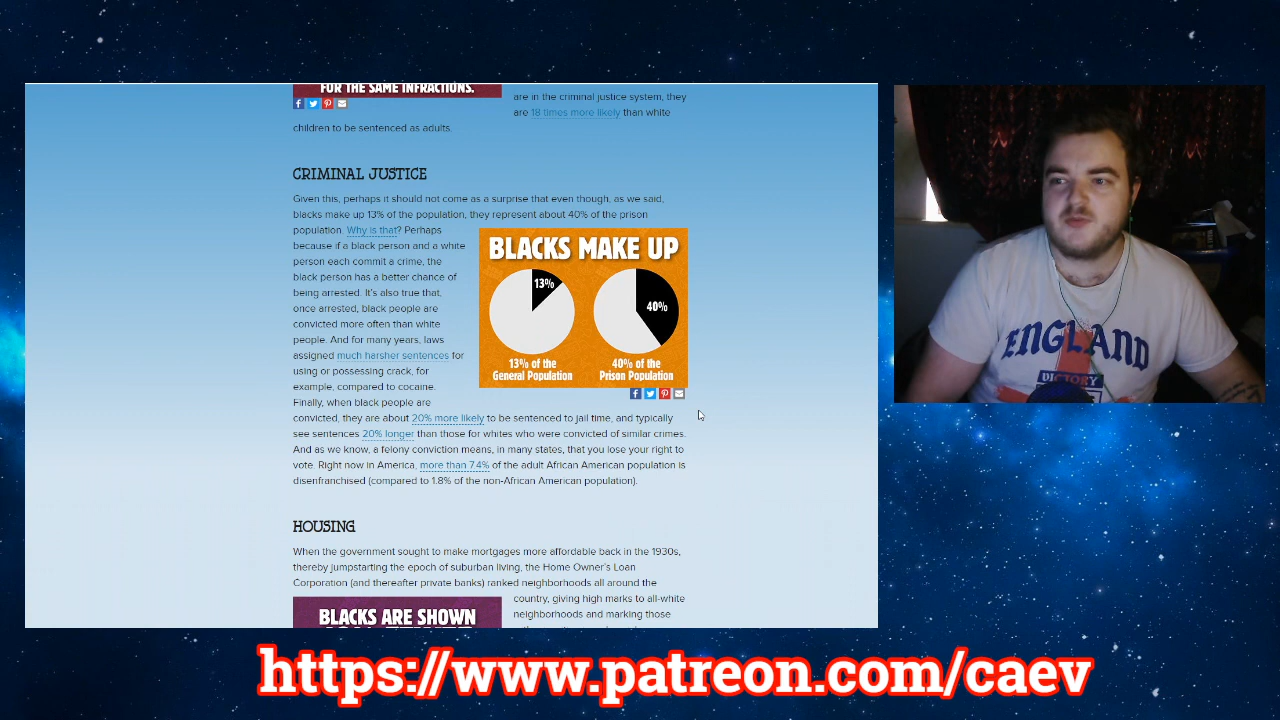 FOR THE SAME INFRACTIONS.
are in the criminal justice system, they
are 18 times more likely than white
children to be sentenced as adults.
CRIMINAL JUSTICE
Given this, perhaps it should not come as a surprise that even though, as we said,
blacks make up 13% of the population, they represent about 40% of the prison
population. Why is that? Perhaps
because if a black person and a white
person each commit a crime, the
black person has a better chance of
being arrested. It's also true that,
once arrested, black people are
convicted more often than white
people. And for many years, laws
assigned much harsher sentences for
using or possessing crack, for
example, compared to cocaine.
Finally, when black people are
convicted, they are about 20% more likely to be sentenced to jail time, and typically
see sentences 20% longer than those for whites who were convicted of similar crimes.
And as we know, a felony conviction means, in many states, that you lose your right to
vote. Right now in America, more than 7.4% of the adult African American population is
disenfranchised (compared to 1.8% of the non-African American population).
BLACKS MAKE UP
13%
40%
13% of the
General Population
40% of the
Prison Population
HOUSING
When the government sought to make mortgages more affordable back in the 1930s,
thereby jumpstarting the epoch of suburban living, the Home Owner's Loan
Corporation (and thereafter private banks) ranked neighborhoods all around the
country, giving high marks to all-white
neighborhoods and marking those
BLACKS ARE SHOWN
ENGLAND
VICTORY
https://www.patreon.com/caev